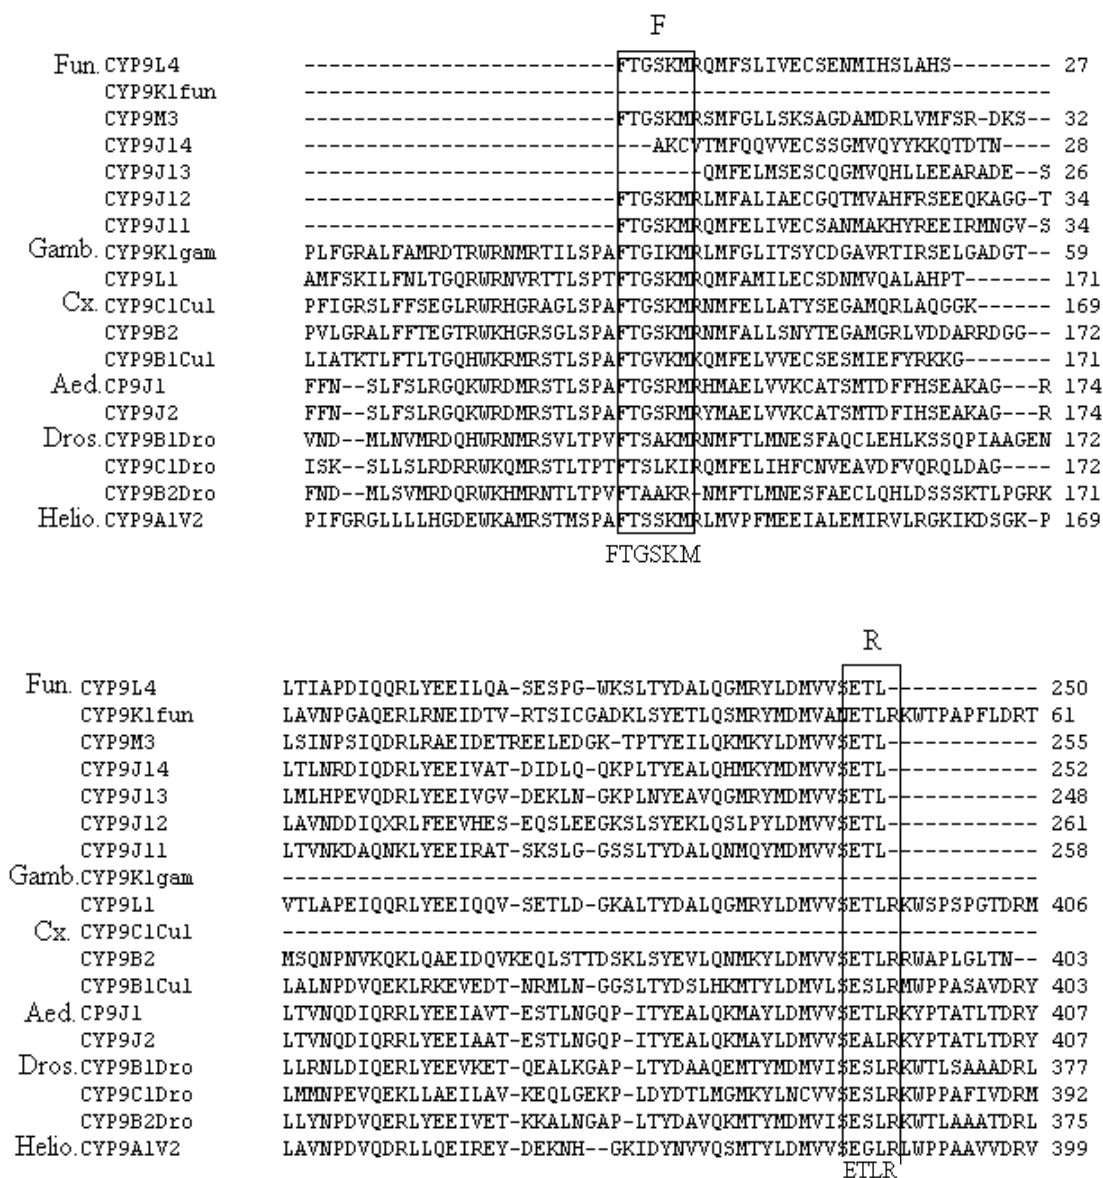 F
Fun. CYP9L4 --------------------------FTGSKMRQMFSLIVECSENMIHSLAHS-------- 27
CYP9K1fun --------------------------------------------------------------
CYP9M3 --------------------------FTGSKMRSMFGLLSKSAGDAMDRLVMFSR-DKS-- 32
CYP9J14 -----------------------------AKCVTMFQQVVECSSGMVQYYKKQTDTN---- 28
CYP9J13 ---------------------------------QMFELMSESCQGMVQHLLEEARADE--S 26
CYP9J12 --------------------------FTGSKMRLMFALIAECGQTMVAHFRSEEQKAGG-T 34
CYP9J11 --------------------------FTGSKMRQMFELIVECSANMAKHYREEIRMNGV-S 34
Gamb. CYP9K1gam PLFGRALFAMRDTRWRNMRTILSPAFTGIKMRLMFGLITSYCDGAVRTIRSELGADGT-- 59
CYP9L1 AMFSKILFNLTGQRWRNVRTTLSPTFTGSKMRQMFAMILECSDNMVQALAHPT------- 171
Cx. CYP9C1Cul PFIGRSLFFSEGLRWRHGRAGLSPAFTGSKMRNMFELLATYSEGAMQRLAQGGK------ 169
CYP9B2 PVLGRALFFTEGTRWKHGRSGLSPAFTGSKMRNMFALLSNYTEGAMGRLVDDARRDGG-- 172
CYP9B1Cul LIATKTLFTLTGQHWKRMRSTLSPAFTGVKMKQMFELVVECSESMIEFYRKKG------- 171
Aed. CP9J1 FFN--SLFSLRGQKWRDMRSTLSPAFTGSRMRHMAELVVKCATSMTDFFHSEAKAG---R 174
CYP9J2 FFN--SLFSLRGQKWRDMRSTLSPAFTGSRMRYMAELVVKCATSMTDFIHSEAKAG---R 174
Dros. CYP9B1Dro VND--MLNVMRDQHWRNMRSVLTPVFTSAKMRNMFTLMNESFAQCLEHLKSSQPIAAGEN 172
CYP9C1Dro ISK--SLLSLRDRRWKQMRSTLTPTFTSLKIRQMFELIHFCNVEAVDFVQRQLDAG---- 172
CYP9B2Dro FND--MLSVMRDQRWKHMRNTLTPVFTAAKR-NMFTLMNESFAECLQHLDSSSKTLPGRK 171
Helio. CYP9A1V2 PIFGRGLLLLHGDEWKAMRSTMSPAFTSSKMRLMVPFMEEIALEMIRVLRGKIKDSGK-P 169
FTGSKM
R
Fun. CYP9L4 LTIAPDIQQRLYEEILQA-SESPG-WKSLTYDALQGMRYLDMVVSETL------------ 250
CYP9K1fun LAVNPGAQERLRNEIDTV-RTSICGADKLSYETLQSMRYMDMVANETLRKWTPAPFLDRT 61
CYP9M3 LSINPSIQDRLRAEIDETREELEDGK-TPTYEILQKMKYLDMVVSETL------------ 255
CYP9J14 LTLNRDIQDRLYEEIVAT-DIDLQ-QKPLTYEALQHMKYMDMVVSETL------------ 252
CYP9J13 LMLHPEVQDRLYEEIVGV-DEKLN-GKPLNYEAVQGMRYMDMVVSETL------------ 248
CYP9J12 LAVNDDIQXRLFEEVHES-EQSLEEGKSLSYEKLQSLPYLDMVVSETL------------ 261
CYP9J11 LTVNKDAQNKLYEEIRAT-SKSLG-GSSLTYDALQNMQYMDMVVSETL------------ 258
Gamb. CYP9K1gam ------------------------------------------------------------
CYP9L1 VTLAPEIQQRLYEEIQQV-SETLD-GKALTYDALQGMRYLDMVVSETLRKWSPSPGTDRM 406
Cx. CYP9C1Cul ------------------------------------------------------------
CYP9B2 MSQNPNVKQKLQAEIDQVKEQLSTTDSKLSYEVLQNMKYLDMVVSETLRRWAPLGLTN-- 403
CYP9B1Cul LALNPDVQEKLRKEVEDT-NRMLN-GGSLTYDSLHKMTYLDMVLSESLRMWPPASAVDRY 403
Aed. CP9J1 LTVNQDIQRRLYEEIAVT-ESTLNGQP-ITYEALQKMAYLDMVVSETLRKYPTATLTDRY 407
CYP9J2 LTVNQDIQRRLYEEIAAT-ESTLNGQP-ITYEALQKMAYLDMVVSEALRKYPTATLTDRY 407
Dros. CYP9B1Dro LLRNLDIQERLYEEVKET-QEALKGAP-LTYDAAQEMTYMDMVISESLRKWTLSAAADRL 377
CYP9C1Dro LMMNPEVQEKLLAEILAV-KEQLGEKP-LDYDTLMGMKYLNCVVSESLRKWPPAFIVDRM 392
CYP9B2Dro LLYNPDVQERLYEEIVET-KKALNGAP-LTYDAVQKMTYMDMVISESLRKWTLAAATDRL 375
Helio. CYP9A1V2 LAVNPDVQDRLLQEIREY-DEKNH--GKIDYNVVQSMTYLDMVVSEGLRLWPPAAVVDRV 399
ETLR